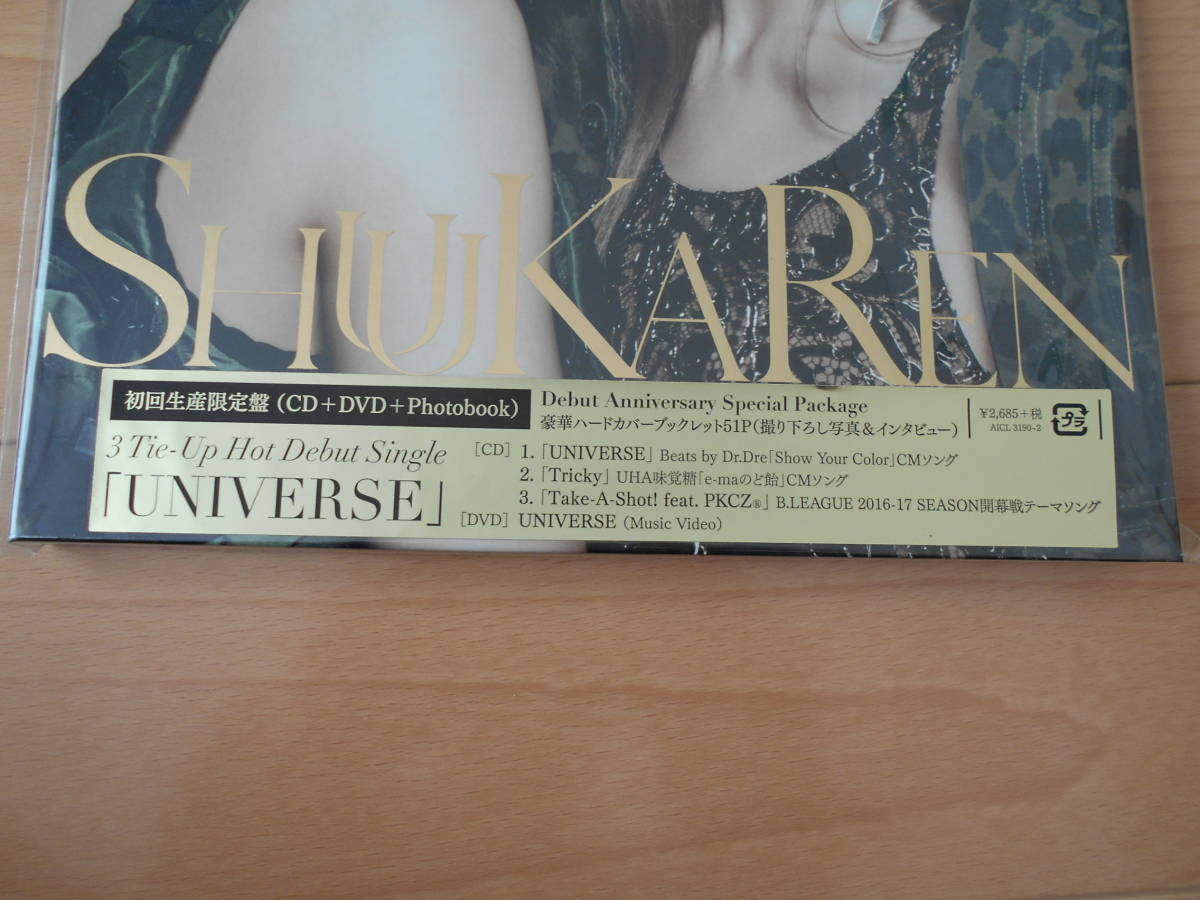 SHUUKAREN
初回生産限定盤(CD+DVD+Photobook)
3 Tie-Up Hot Debut Single
「UNIVERSE」
Debut Anniversary Special Package
豪華ハードカバーブックレット51P(撮り下ろし写真&インタビュー)
[CD] 1.「UNIVERSE」Beats by Dr.Dre「Show Your Color」CMソング
2.「Tricky」UHA味覚糖「e-maのど飴」CMソング
3.「Take-A-Shot! feat. PKCZ®」B.LEAGUE 2016-17 SEASON開幕戦テーマソング
[DVD] UNIVERSE (Music Video)
¥2,685+税
AICL 3190~2
プラ